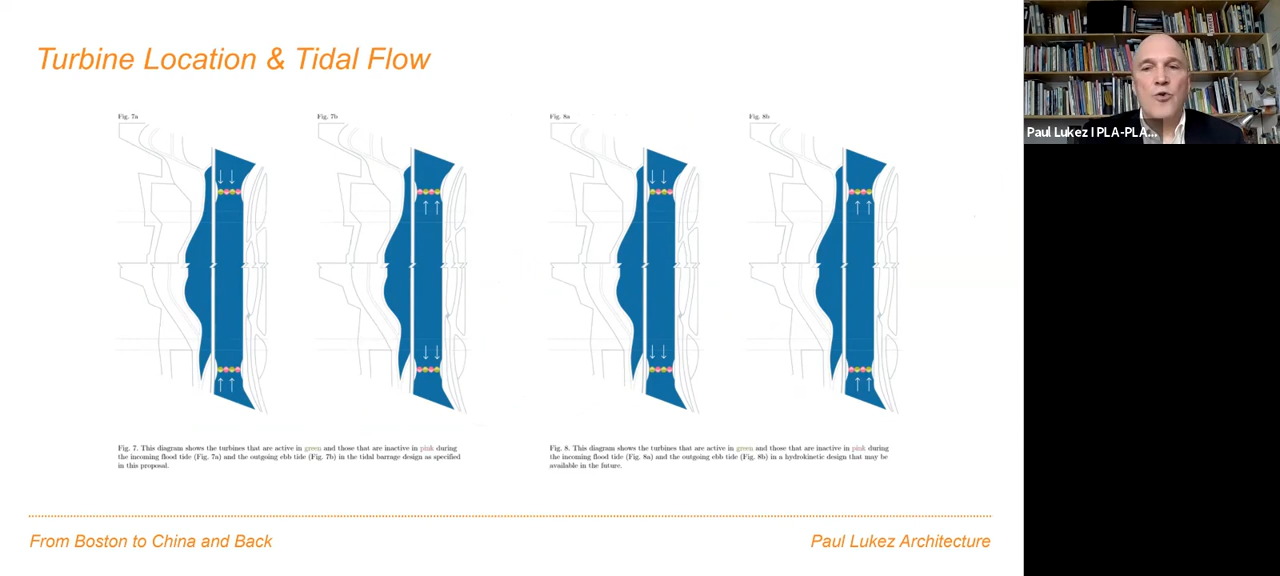 Turbine Location & Tidal Flow
Fig. 7a
Fig. 7b
Fig. 8a
Fig. 8b
Fig. 7. This diagram shows the turbines that are active in green and those that are inactive in pink during
the incoming flood tide (Fig. 7a) and the outgoing ebb tide (Fig. 7b) in the tidal barrage design as specified
in this proposal.
Fig. 8. This diagram shows the turbines that are active in green and those that are inactive in pink during
the incoming flood tide (Fig. 8a) and the outgoing ebb tide (Fig. 8b) in a hydrokinetic design that may be
available in the future.
From Boston to China and Back
Paul Lukez Architecture
Paul Lukez I PLA-PLA...